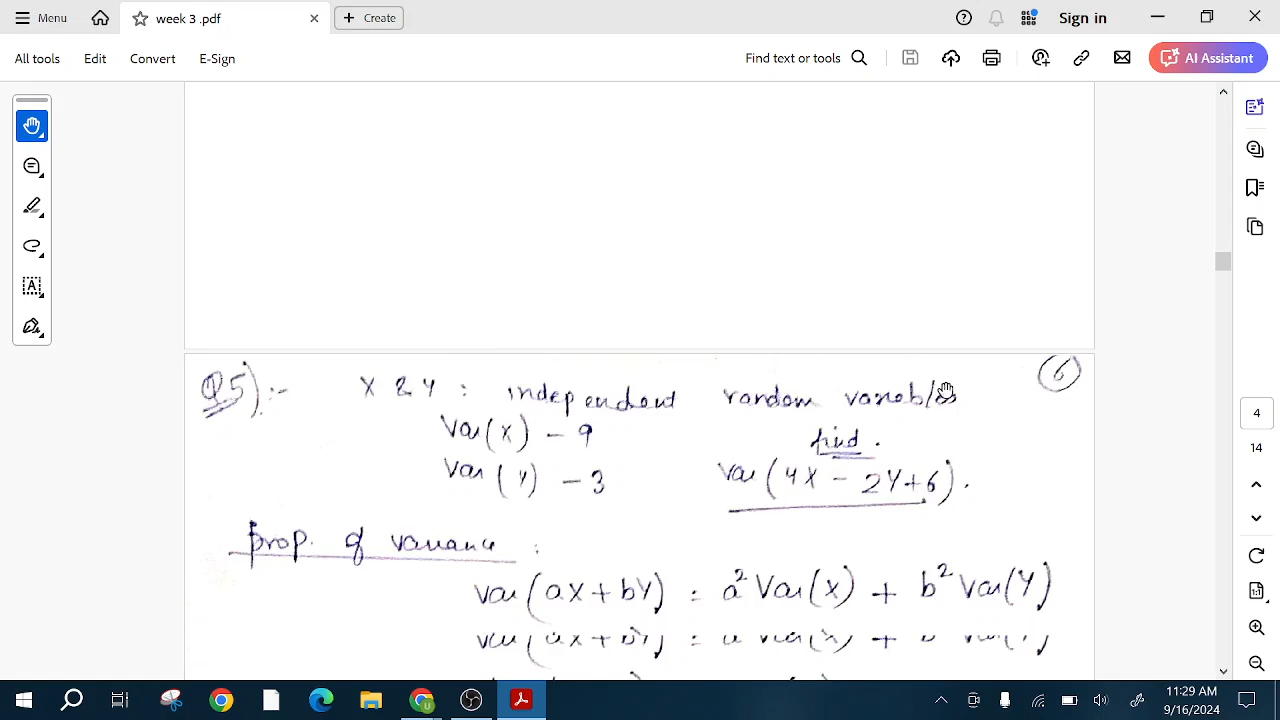 Menu week 3 .pdf Create Sign in
All tools Edit Convert E-Sign Find text or tools AI Assistant
Q5) :- X & Y : independent random variables 6
Var(X) - 9 find.
Var(Y) - 3 Var(4X - 2Y+6).
prop. of variance :
Var(aX + bY) = a² Var(X) + b² Var(Y)
4
14
11:29 AM
9/16/2024